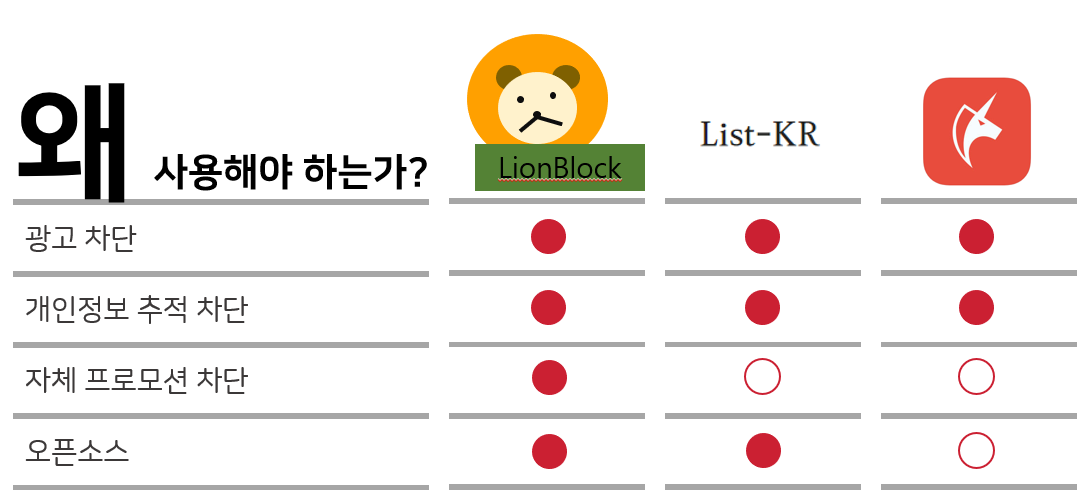 왜 사용해야 하는가?
LionBlock
List-KR
광고 차단
개인정보 추적 차단
자체 프로모션 차단
오픈소스